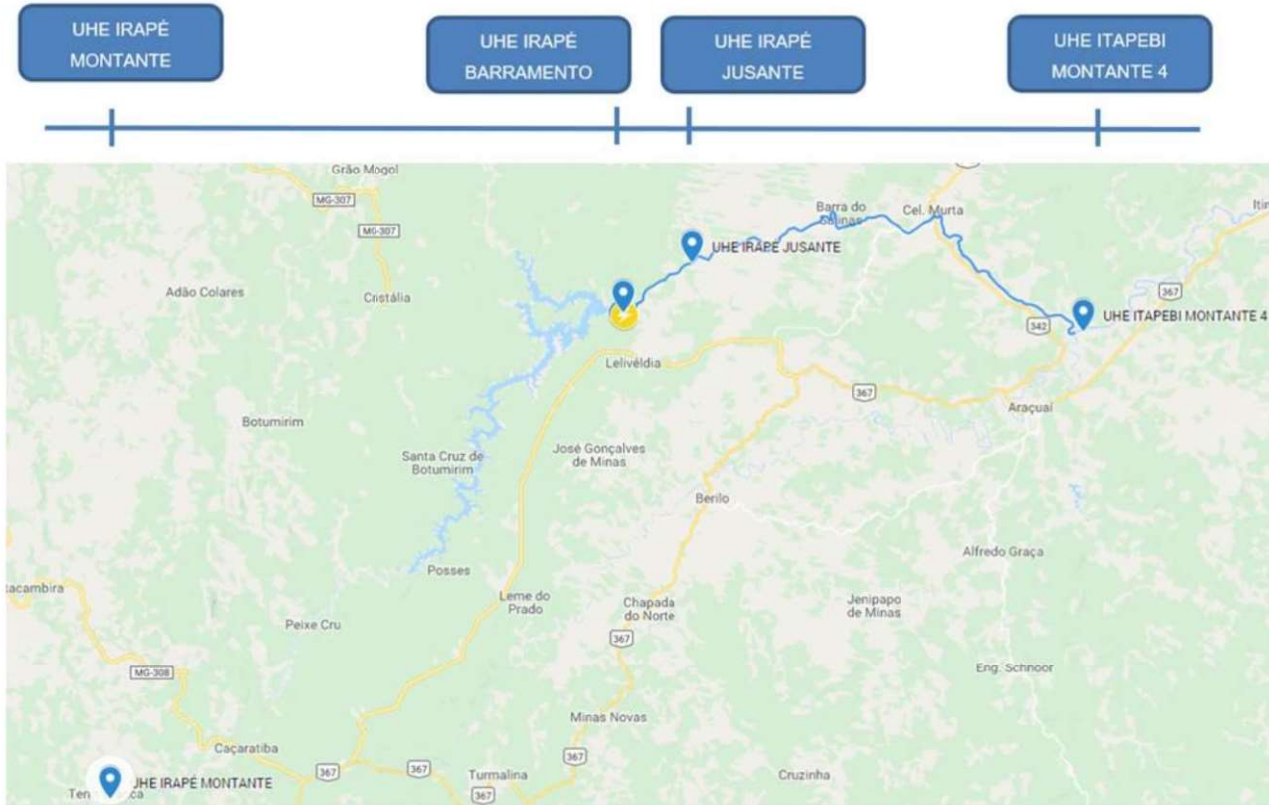 UHE IRAPÉ
MONTANTE
UHE IRAPÉ
BARRAMENTO
UHE IRAPÉ
JUSANTE
UHE ITAPEBI
MONTANTE 4
Grão Mogol
MG-307
MG-307
Barra do
Salinas
Cel. Murta
UHE IRAPÉ JUSANTE
Adão Colares
Cristália
367
UHE ITAPEBI MONTANTE 4
342
Lelivéldia
367
Araçuaí
Botumirim
José Gonçalves
de Minas
Santa Cruz de
Botumirim
Berilo
Alfredo Graça
Posses
Leme do
Prado
Chapada
do Norte
Jenipapo
de Minas
Peixe Cru
367
Eng. Schnoor
MG-308
Minas Novas
Caçaratiba
367
367
367
Turmalina
Cruzinha
UHE IRAPÉ MONTANTE